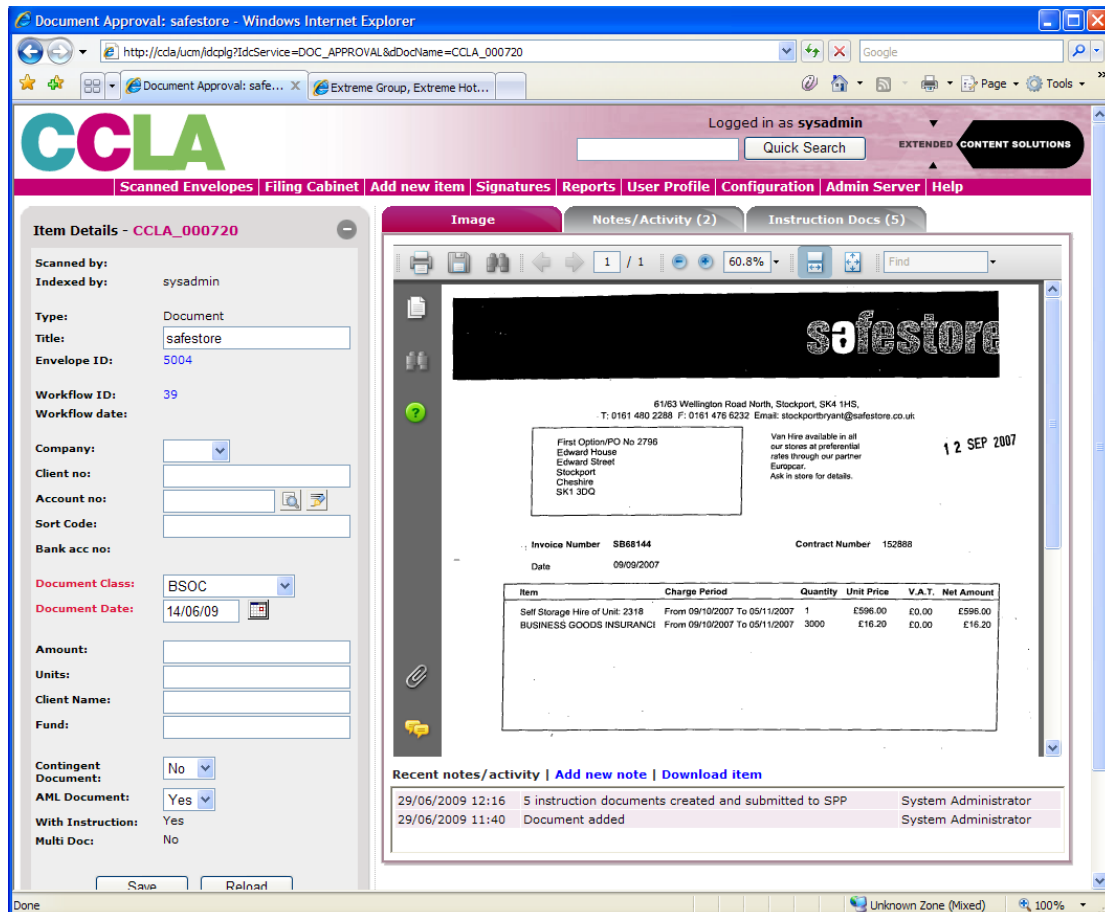 Document Approval: safestore - Windows Internet Explorer
http://ccla/ucm/idcplg?IdcService=DOC_APPROVAL&dDocName=CCLA_000720
Google
Document Approval: safe... X
Extreme Group, Extreme Hot...
Page
Tools
»
CCLA
Logged in as sysadmin
Quick Search
EXTENDED CONTENT SOLUTIONS
Scanned Envelopes | Filing Cabinet | Add new item | Signatures | Reports | User Profile | Configuration | Admin Server | Help
Item Details - CCLA_000720
Scanned by:
Indexed by: sysadmin
Type: Document
Title: safestore
Envelope ID: 5004
Workflow ID: 39
Workflow date:
Company:
Client no:
Account no:
Sort Code:
Bank acc no:
Document Class: BSOC
Document Date: 14/06/09
Amount:
Units:
Client Name:
Fund:
Contingent
Document: No
AML Document: Yes
With Instruction: Yes
Multi Doc: No
Save Reload
Image
Notes/Activity (2)
Instruction Docs (5)
1 / 1
60.8%
Find
safestore
61/63 Wellington Road North, Stockport, SK4 1HS,
T: 0161 480 2288 F: 0161 476 6232 Email: stockportbryant@safestore.co.uk
First Option/PO No 2796
Edward House
Edward Street
Stockport
Cheshire
SK1 3DQ
Van Hire available in all
our stores at preferential
rates through our partner
Europcar.
Ask in store for details.
12 SEP 2007
Invoice Number SB68144
Contract Number 152888
Date 09/09/2007
Item Charge Period Quantity Unit Price V.A.T. Net Amount
Self Storage Hire of Unit: 2318 From 09/10/2007 To 05/11/2007 1 £596.00 £0.00 £596.00
BUSINESS GOODS INSURANCI From 09/10/2007 To 05/11/2007 3000 £16.20 £0.00 £16.20
Recent notes/activity | Add new note | Download item
29/06/2009 12:16 5 instruction documents created and submitted to SPP System Administrator
29/06/2009 11:40 Document added System Administrator
Done
Unknown Zone (Mixed)
100%